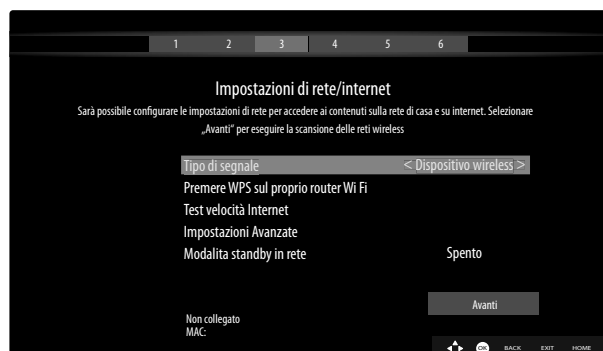 1 2 3 4 5 6
Impostazioni di rete/internet
Sarà possibile configurare le impostazioni di rete per accedere ai contenuti sulla rete di casa e su internet. Selezionare
„Avanti“ per eseguire la scansione delle reti wireless
Tipo di segnale < Dispositivo wireless >
Premere WPS sul proprio router Wi Fi
Test velocità Internet
Impostazioni Avanzate
Modalita standby in rete Spento
Avanti
Non collegato
MAC:
OK BACK EXIT HOME